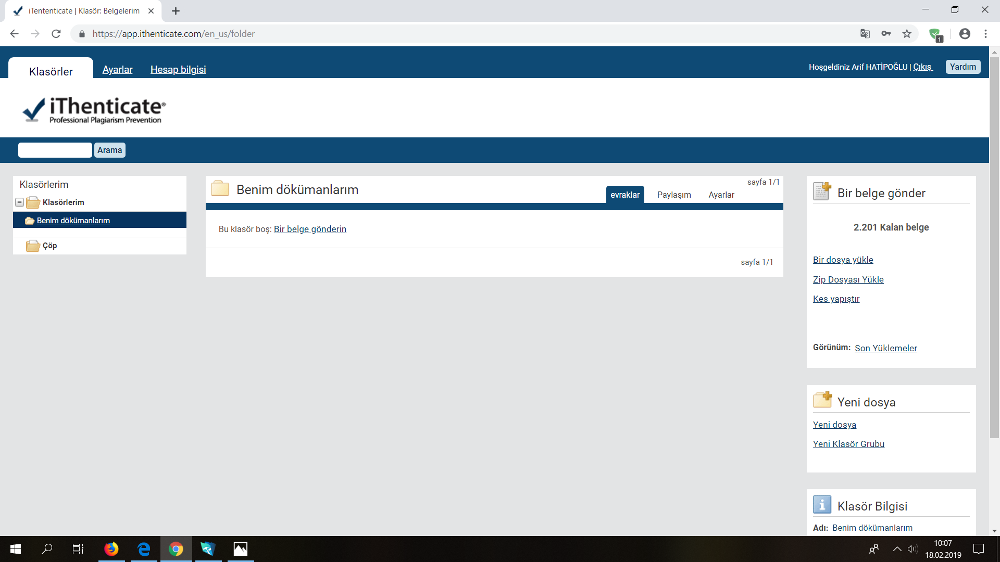 iTententicate | Klasör: Belgelerim
https://app.ithenticate.com/en_us/folder
1
Klasörler
Ayarlar
Hesap bilgisi
Hoşgeldiniz Arif HATİPOĞLU | Çıkış
Yardım
iThenticate®
Professional Plagiarism Prevention
Arama
Klasörlerim
Klasörlerim
Benim dökümanlarım
Çöp
Benim dökümanlarım
evraklar
Paylaşım
Ayarlar
sayfa 1/1
Bu klasör boş: Bir belge gönderin
sayfa 1/1
Bir belge gönder
2.201 Kalan belge
Bir dosya yükle
Zip Dosyası Yükle
Kes yapıştır
Görünüm: Son Yüklemeler
Yeni dosya
Yeni dosya
Yeni Klasör Grubu
Klasör Bilgisi
Adı: Benim dökümanlarım
10:07
18.02.2019